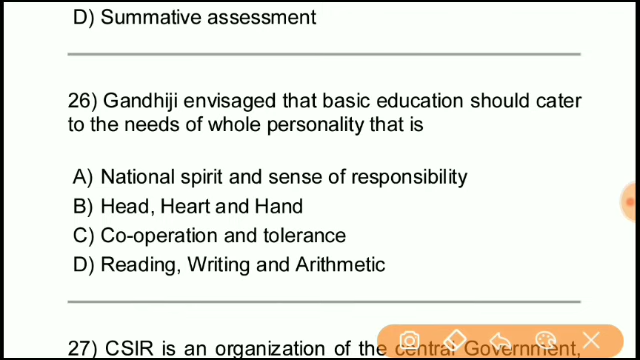 D) Summative assessment
26) Gandhiji envisaged that basic education should cater
to the needs of whole personality that is
A) National spirit and sense of responsibility
B) Head, Heart and Hand
C) Co-operation and tolerance
D) Reading, Writing and Arithmetic
27) CSIR is an organization of the central Government,